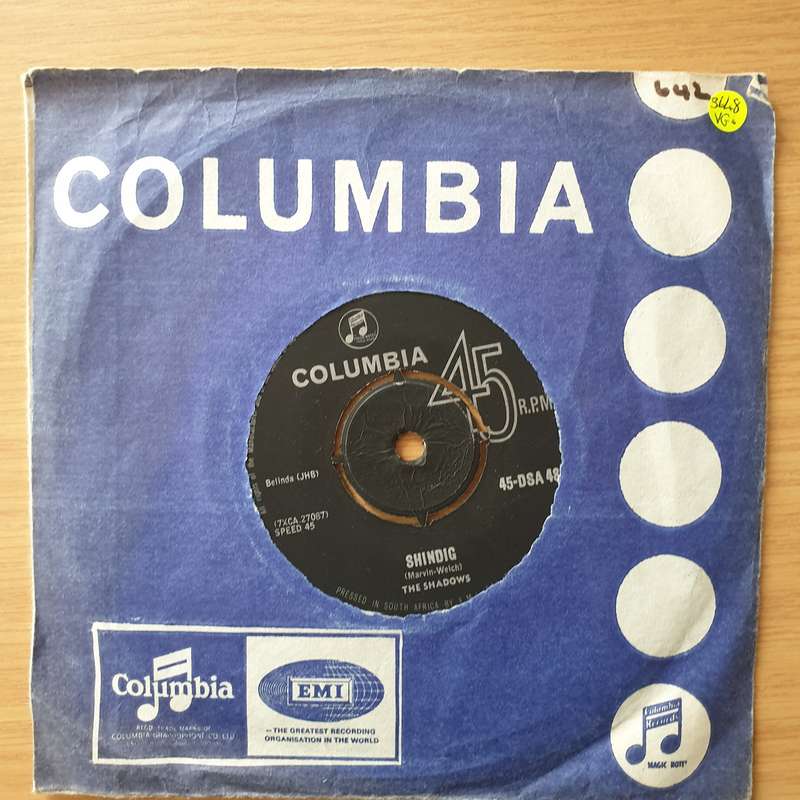 642
3448
VG+
COLUMBIA
COLUMBIA
45
R.P.M
Belinda (JHB)
45-DSA 48
(7XCA.27067)
SPEED 45
SHINDIG
(Marvin-Welch)
THE SHADOWS
PRESSED IN SOUTH AFRICA BY E.M.
Columbia
REGD. TRADE MARKS OF
COLUMBIA GRAPHOPHONE CO. LTD
EMI
— THE GREATEST RECORDING
ORGANISATION IN THE WORLD
Columbia
Records
MAGIC NOTE